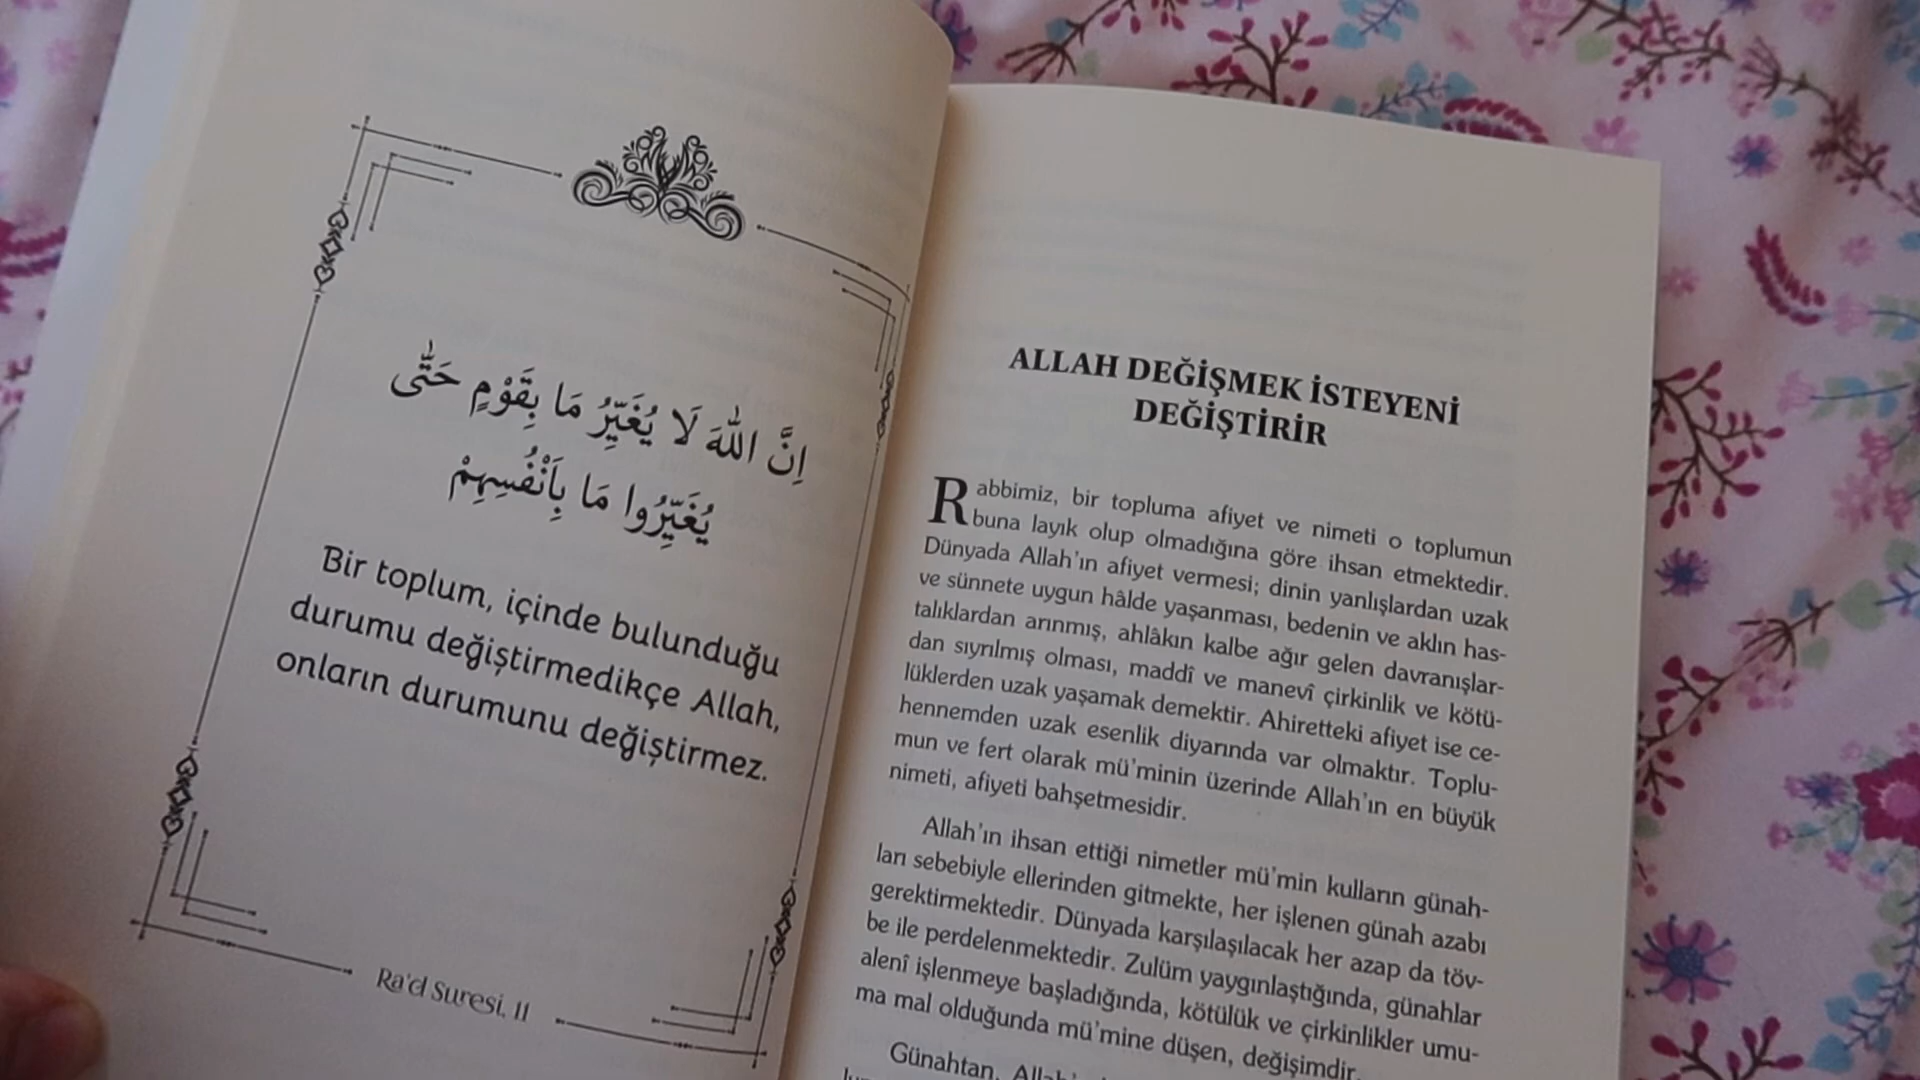 اِنَّ اللّٰهَ لَا يُغَيِّرُ مَا بِقَوْمٍ حَتّٰى
يُغَيِّرُوا مَا بِاَنْفُسِهِمْ
Bir toplum, içinde bulunduğu
durumu değiştirmedikçe Allah,
onların durumunu değiştirmez.
Ra'd Suresi, 11
ALLAH DEĞİŞMEK İSTEYENİ
DEĞİŞTİRİR
Rabbimiz, bir topluma afiyet ve nimeti o toplumun
buna layık olup olmadığına göre ihsan etmektedir.
Dünyada Allah'ın afiyet vermesi; dinin yanlışlardan uzak
ve sünnete uygun hâlde yaşanması, bedenin ve aklın has-
talıklardan arınmış, ahlâkın kalbe ağır gelen davranışlar-
dan sıyrılmış olması, maddî ve manevî çirkinlik ve kötü-
lüklerden uzak yaşamak demektir. Ahiretteki afiyet ise ce-
hennemden uzak esenlik diyarında var olmaktır. Toplu-
mun ve fert olarak mü'minin üzerinde Allah'ın en büyük
nimeti, afiyeti bahşetmesidir.
Allah'ın ihsan ettiği nimetler mü'min kulların günah-
ları sebebiyle ellerinden gitmekte, her işlenen günah azabı
gerektirmektedir. Dünyada karşılaşılacak her azap da töv-
be ile perdelenmektedir. Zulüm yaygınlaştığında, günahlar
alenî işlenmeye başladığında, kötülük ve çirkinlikler umu-
ma mal olduğunda mü'mine düşen, değişimdir.
Günahtan,